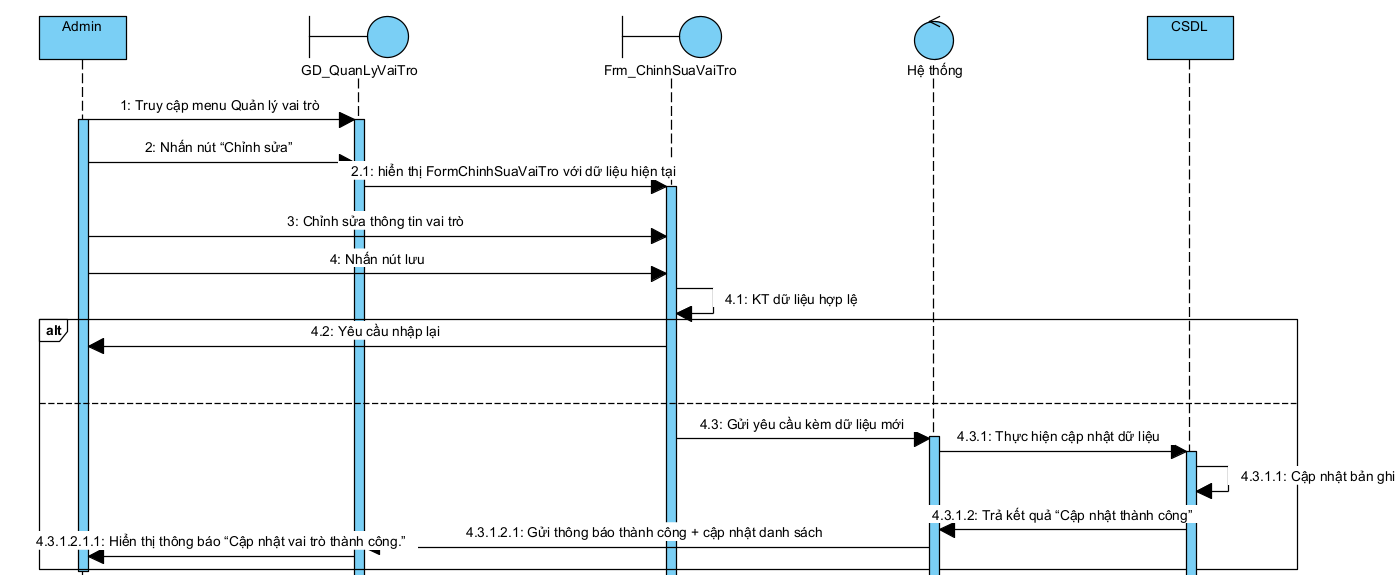 Admin
GD_QuanLyVaiTro
Frm_ChinhSuaVaiTro
Hệ thống
CSDL
1: Truy cập menu Quản lý vai trò
2: Nhấn nút “Chỉnh sửa”
2.1: hiển thị FormChinhSuaVaiTro với dữ liệu hiện tại
3: Chỉnh sửa thông tin vai trò
4: Nhấn nút lưu
4.1: KT dữ liệu hợp lệ
alt
4.2: Yêu cầu nhập lại
4.3: Gửi yêu cầu kèm dữ liệu mới
4.3.1: Thực hiện cập nhật dữ liệu
4.3.1.1: Cập nhật bản ghi
4.3.1.2: Trả kết quả “Cập nhật thành công”
4.3.1.2.1: Gửi thông báo thành công + cập nhật danh sách
4.3.1.2.1.1: Hiển thị thông báo “Cập nhật vai trò thành công.”